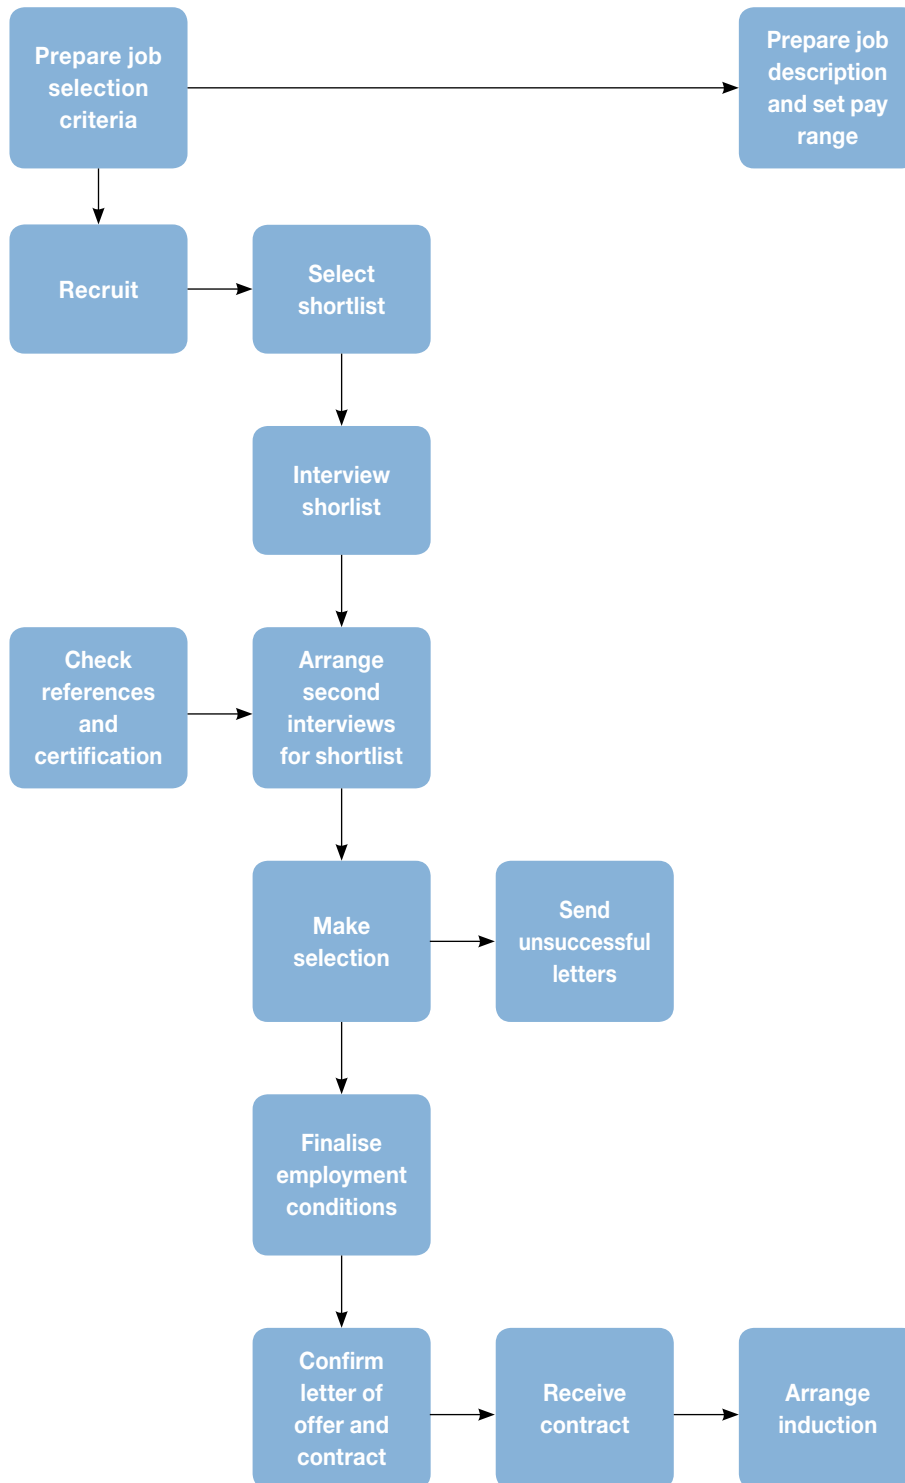 Prepare job
selection
criteria
Prepare job
description
and set pay
range
Recruit
Select
shortlist
Interview
shorlist
Check
references
and
certification
Arrange
second
interviews
for shortlist
Make
selection
Send
unsuccessful
letters
Finalise
employment
conditions
Confirm
letter of
offer and
contract
Receive
contract
Arrange
induction